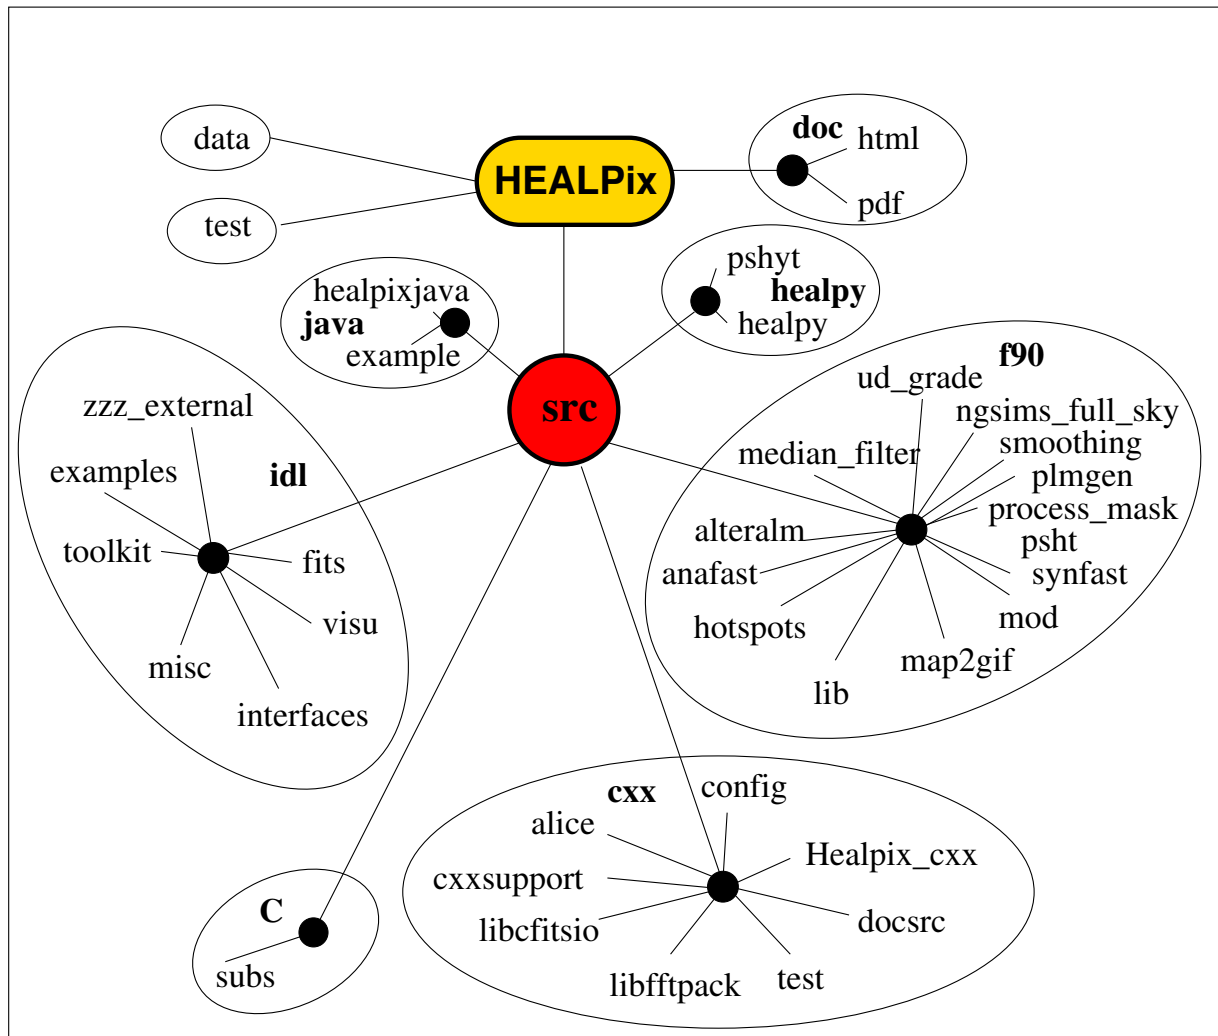 data
HEALPix
doc
html
test
pdf
healpixjava
java
example
pshyt
healpy
healpy
src
f90
ud_grade
ngsims_full_sky
median_filter
smoothing
plmgen
process_mask
alteralm
psht
anafast
synfast
hotspots
mod
map2gif
lib
zzz_external
examples
idl
toolkit
fits
visu
misc
interfaces
cxx
config
alice
Healpix_cxx
cxxsupport
libcfitsio
docsrc
libfftpack
test
C
subs